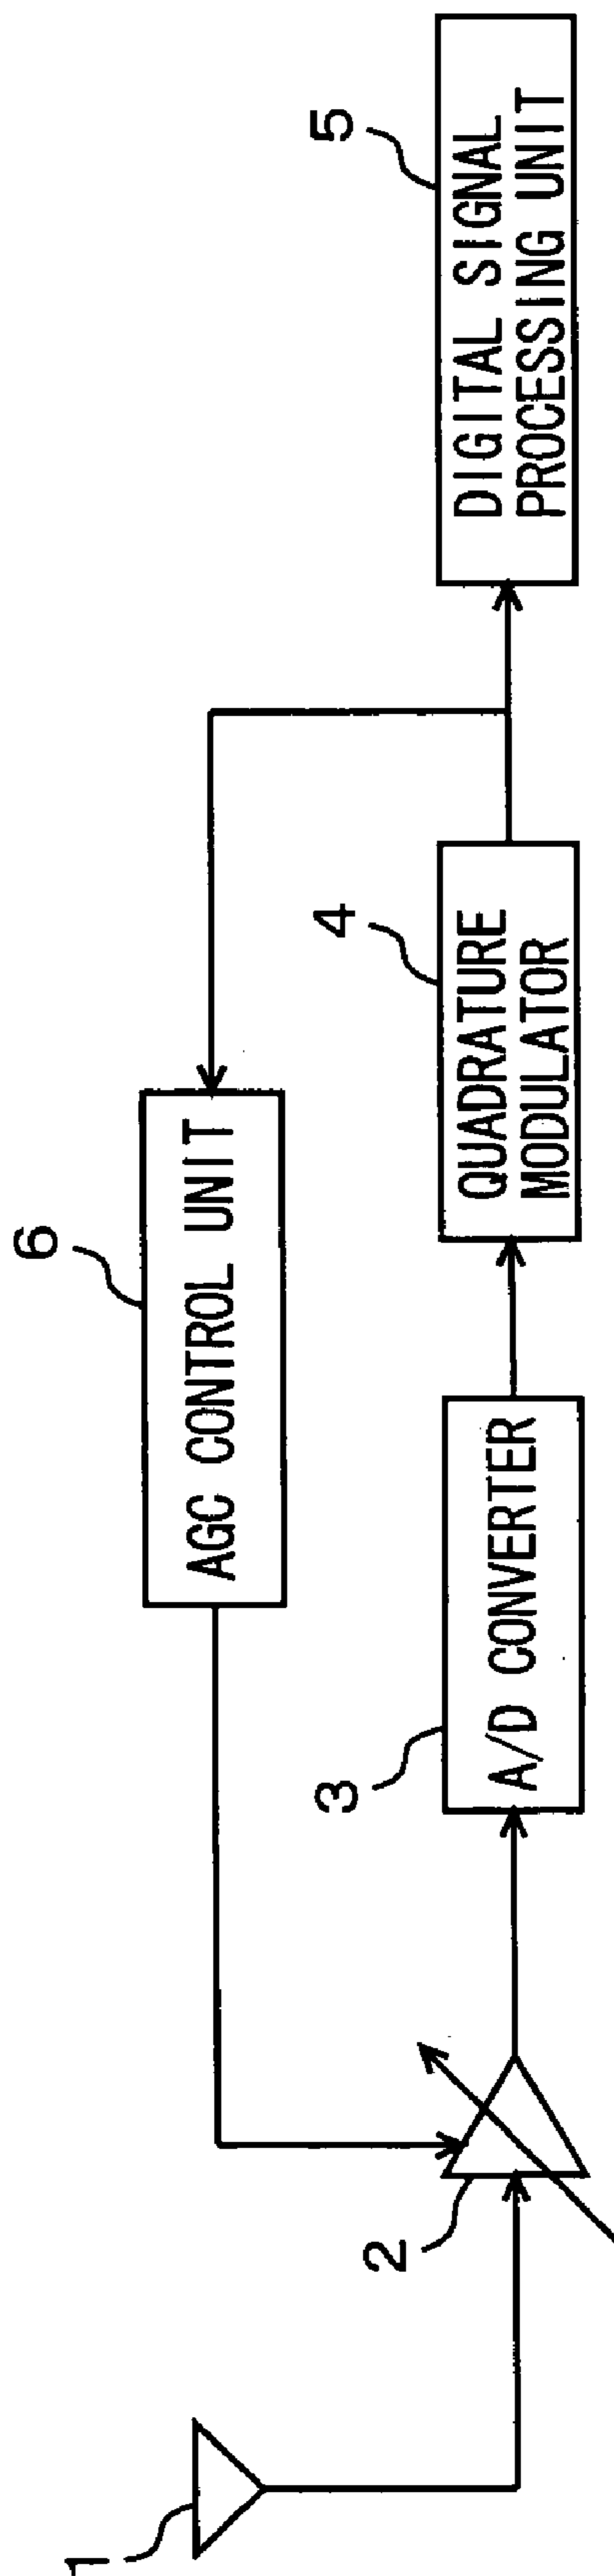 1
2
3
A/D CONVERTER
4
QUADRATURE
MODULATOR
5
DIGITAL SIGNAL
PROCESSING UNIT
6
AGC CONTROL UNIT